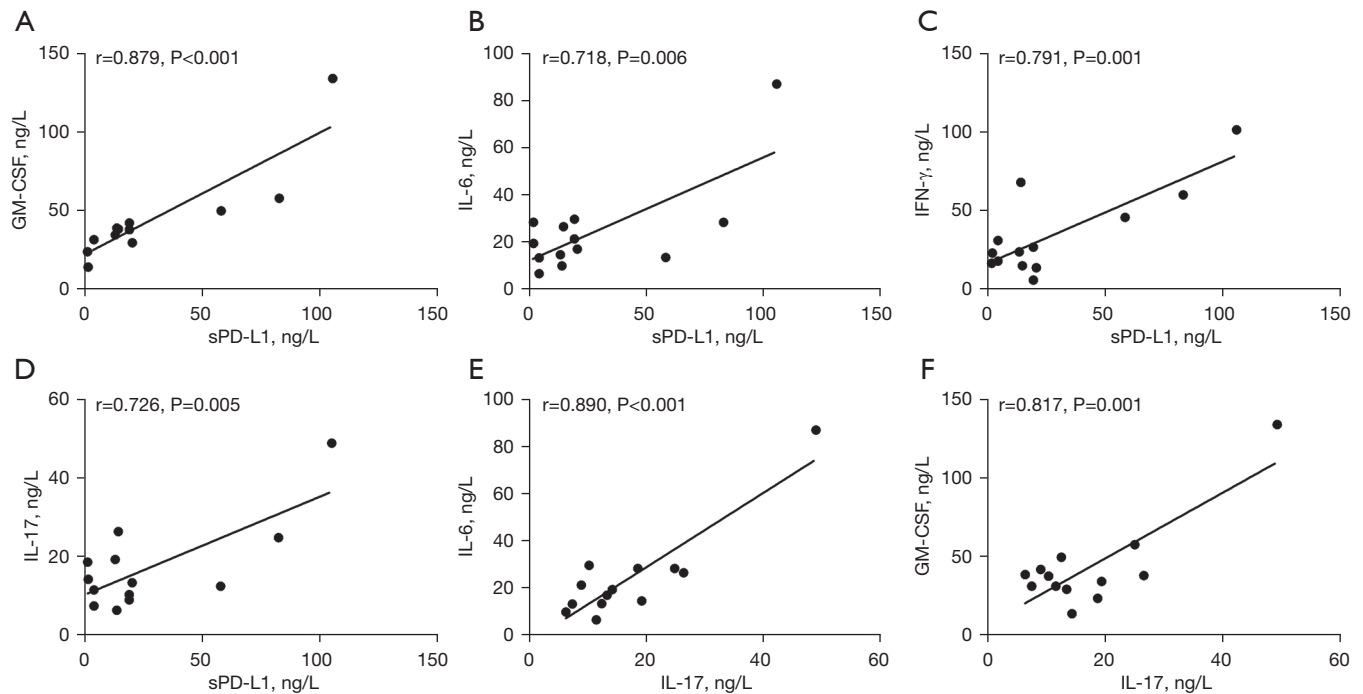 A
r=0.879, P<0.001
GM-CSF, ng/L
150
100
50
0
0 50 100 150
sPD-L1, ng/L
B
r=0.718, P=0.006
IL-6, ng/L
100
80
60
40
20
0
0 50 100 150
sPD-L1, ng/L
C
r=0.791, P=0.001
IFN-γ, ng/L
150
100
50
0
0 50 100 150
sPD-L1, ng/L
D
r=0.726, P=0.005
IL-17, ng/L
60
40
20
0
0 50 100 150
sPD-L1, ng/L
E
r=0.890, P<0.001
IL-6, ng/L
100
80
60
40
20
0
0 20 40 60
IL-17, ng/L
F
r=0.817, P=0.001
GM-CSF, ng/L
150
100
50
0
0 20 40 60
IL-17, ng/L